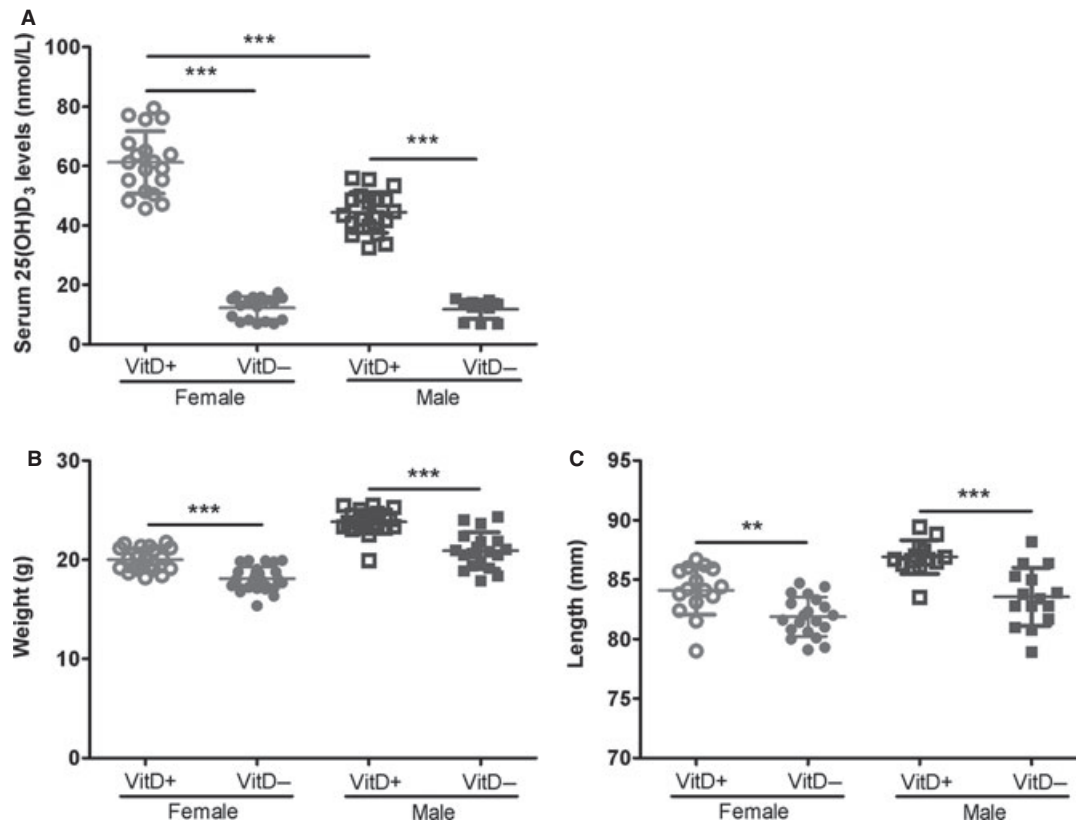 A
Serum 25(OH)D3 levels (nmol/L)
100
80
60
40
20
0
***
***
***
VitD+ VitD– VitD+ VitD–
Female Male
B
Weight (g)
30
20
10
0
***
***
VitD+ VitD– VitD+ VitD–
Female Male
C
Length (mm)
95
90
85
80
75
70
**
***
VitD+ VitD– VitD+ VitD–
Female Male